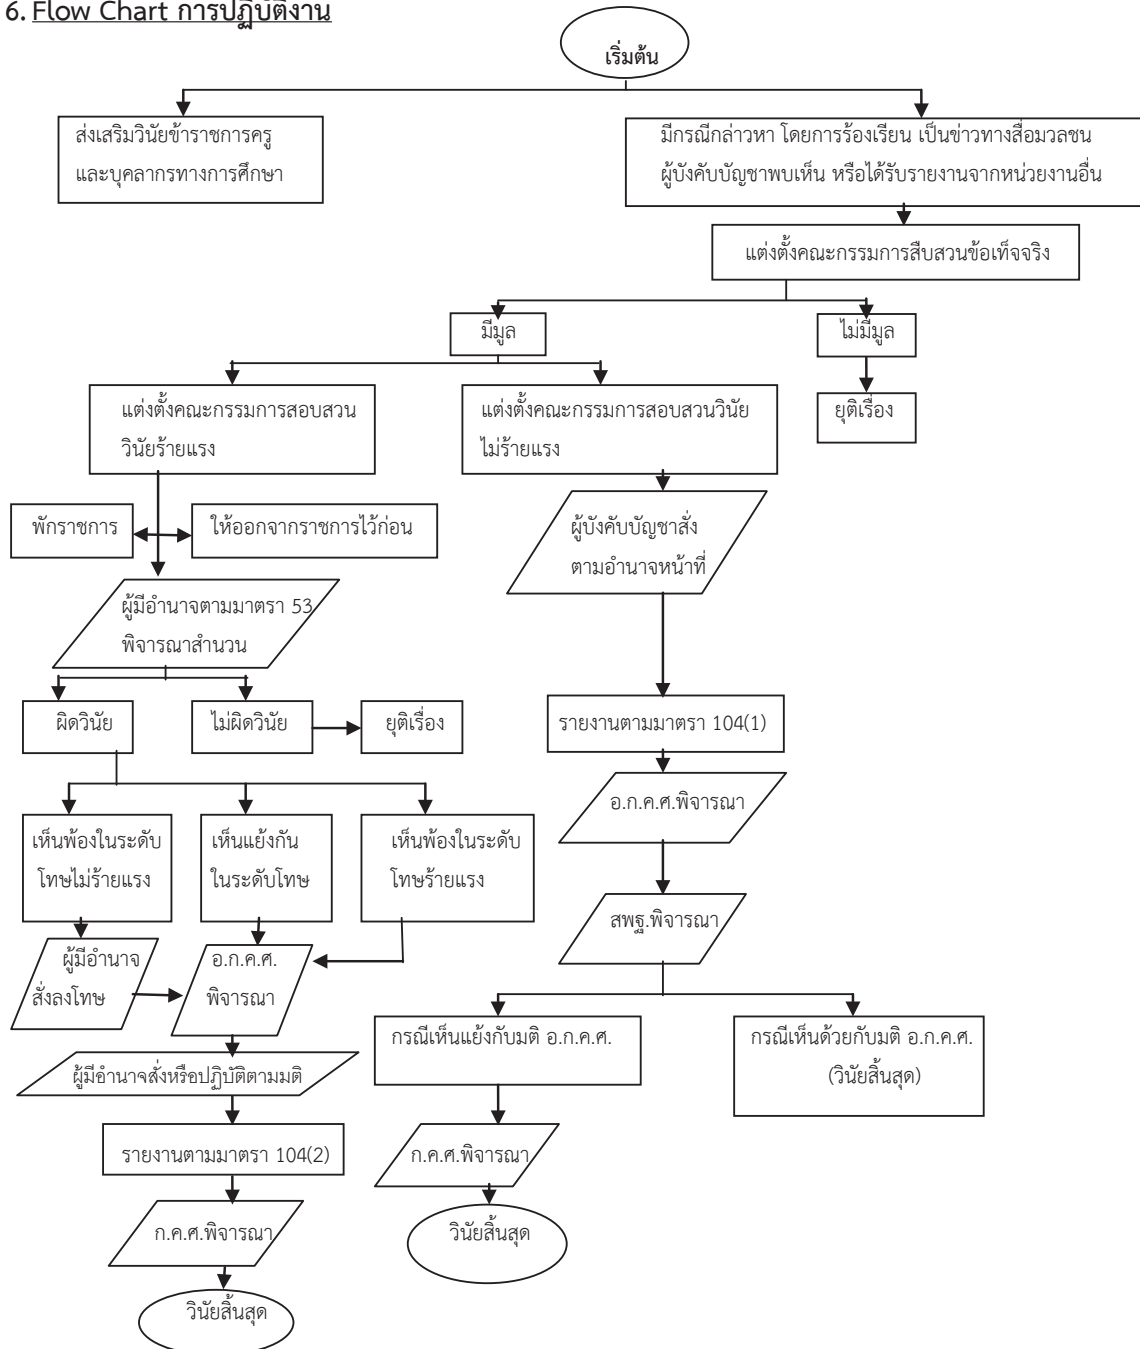 6. Flow Chart การปฏิบัติงาน
เริ่มต้น
ส่งเสริมวินัยข้าราชการครู
และบุคลากรทางการศึกษา
มีกรณีกล่าวหา โดยการร้องเรียน เป็นข่าวทางสื่อมวลชน
ผู้บังคับบัญชาพบเห็น หรือได้รับรายงานจากหน่วยงานอื่น
แต่งตั้งคณะกรรมการสืบสวนข้อเท็จจริง
มีมูล
ไม่มีมูล
แต่งตั้งคณะกรรมการสอบสวน
วินัยร้ายแรง
แต่งตั้งคณะกรรมการสอบสวนวินัย
ไม่ร้ายแรง
ยุติเรื่อง
พักราชการ
ให้ออกจากราชการไว้ก่อน
ผู้บังคับบัญชาสั่ง
ตามอำนาจหน้าที่
ผู้มีอำนาจตามมาตรา 53
พิจารณาสำนวน
ผิดวินัย
ไม่ผิดวินัย
ยุติเรื่อง
รายงานตามมาตรา 104(1)
อ.ก.ค.ศ.พิจารณา
เห็นพ้องในระดับ
โทษไม่ร้ายแรง
เห็นแย้งกัน
ในระดับโทษ
เห็นพ้องในระดับ
โทษร้ายแรง
สพฐ.พิจารณา
ผู้มีอำนาจ
สั่งลงโทษ
อ.ก.ค.ศ.
พิจารณา
กรณีเห็นแย้งกับมติ อ.ก.ค.ศ.
กรณีเห็นด้วยกับมติ อ.ก.ค.ศ.
(วินัยสิ้นสุด)
ผู้มีอำนาจสั่งหรือปฏิบัติตามมติ
รายงานตามมาตรา 104(2)
ก.ค.ศ.พิจารณา
ก.ค.ศ.พิจารณา
วินัยสิ้นสุด
วินัยสิ้นสุด